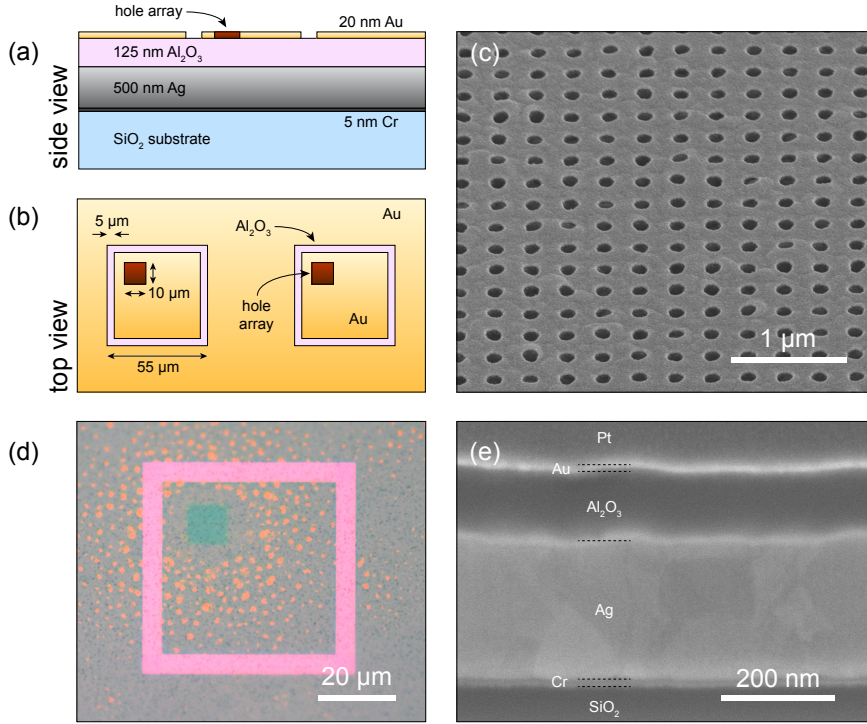 (a)
side view
hole
array
20 nm Au
125 nm Al₂O₃
500 nm Ag
5 nm Cr
SiO₂ substrate
(b)
top view
5 µm
10 µm
55 µm
Al₂O₃
Au
hole
array
Au
(c)
1 µm
(d)
20 µm
(e)
Pt
Au
Al₂O₃
Ag
Cr
SiO₂
200 nm